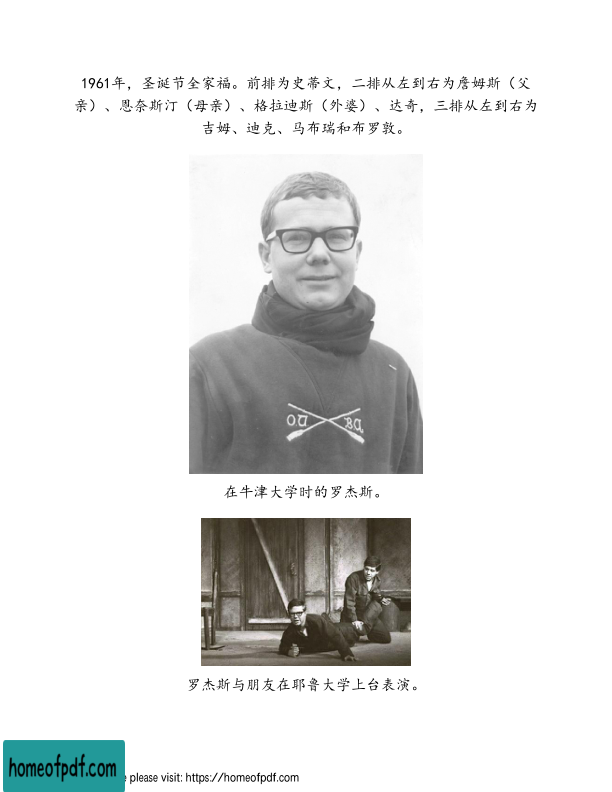 1961年，圣诞节全家福。前排为史蒂文，二排从左到右为詹姆斯（父
亲）、恩奈斯汀（母亲）、格拉迪斯（外婆）、达奇，三排从左到右为
吉姆、迪克、马布瑞和布罗敦。
OU BC
在牛津大学时的罗杰斯。
罗杰斯与朋友在耶鲁大学上台表演。
homeofpdf.com
please visit: https://homeofpdf.com